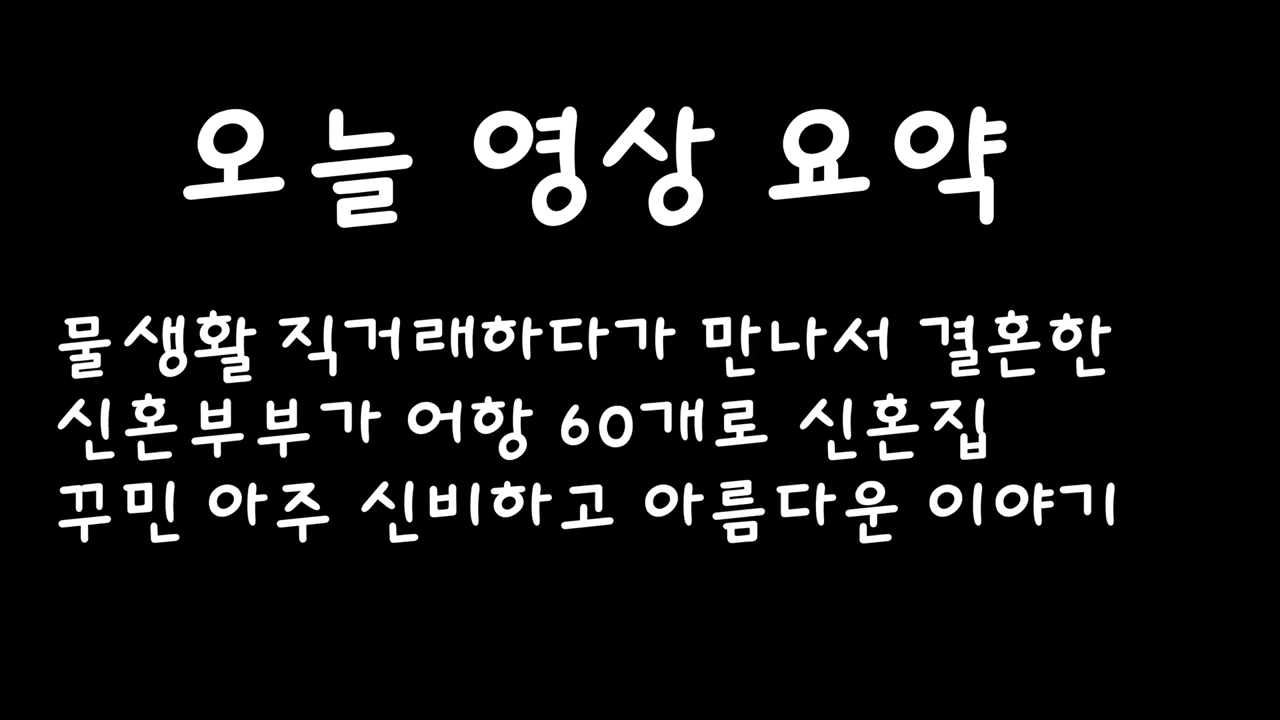 오늘 영상 요약
물생활 직거래하다가 만나서 결혼한
신혼부부가 어항 60개로 신혼집
꾸민 아주 신비하고 아름다운 이야기